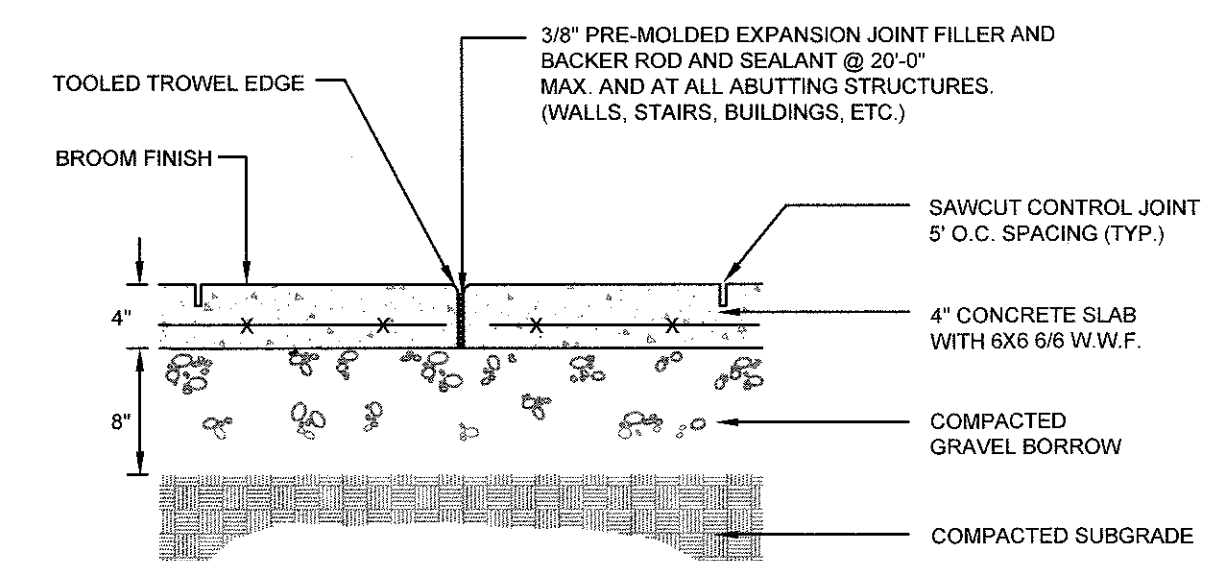 3/8" PRE-MOLDED EXPANSION JOINT FILLER AND
BACKER ROD AND SEALANT @ 20'-0"
MAX. AND AT ALL ABUTTING STRUCTURES.
(WALLS, STAIRS, BUILDINGS, ETC.)
TOOLED TROWEL EDGE
BROOM FINISH
SAWCUT CONTROL JOINT
5' O.C. SPACING (TYP.)
4"
4" CONCRETE SLAB
WITH 6X6 6/6 W.W.F.
8"
COMPACTED
GRAVEL BORROW
COMPACTED SUBGRADE